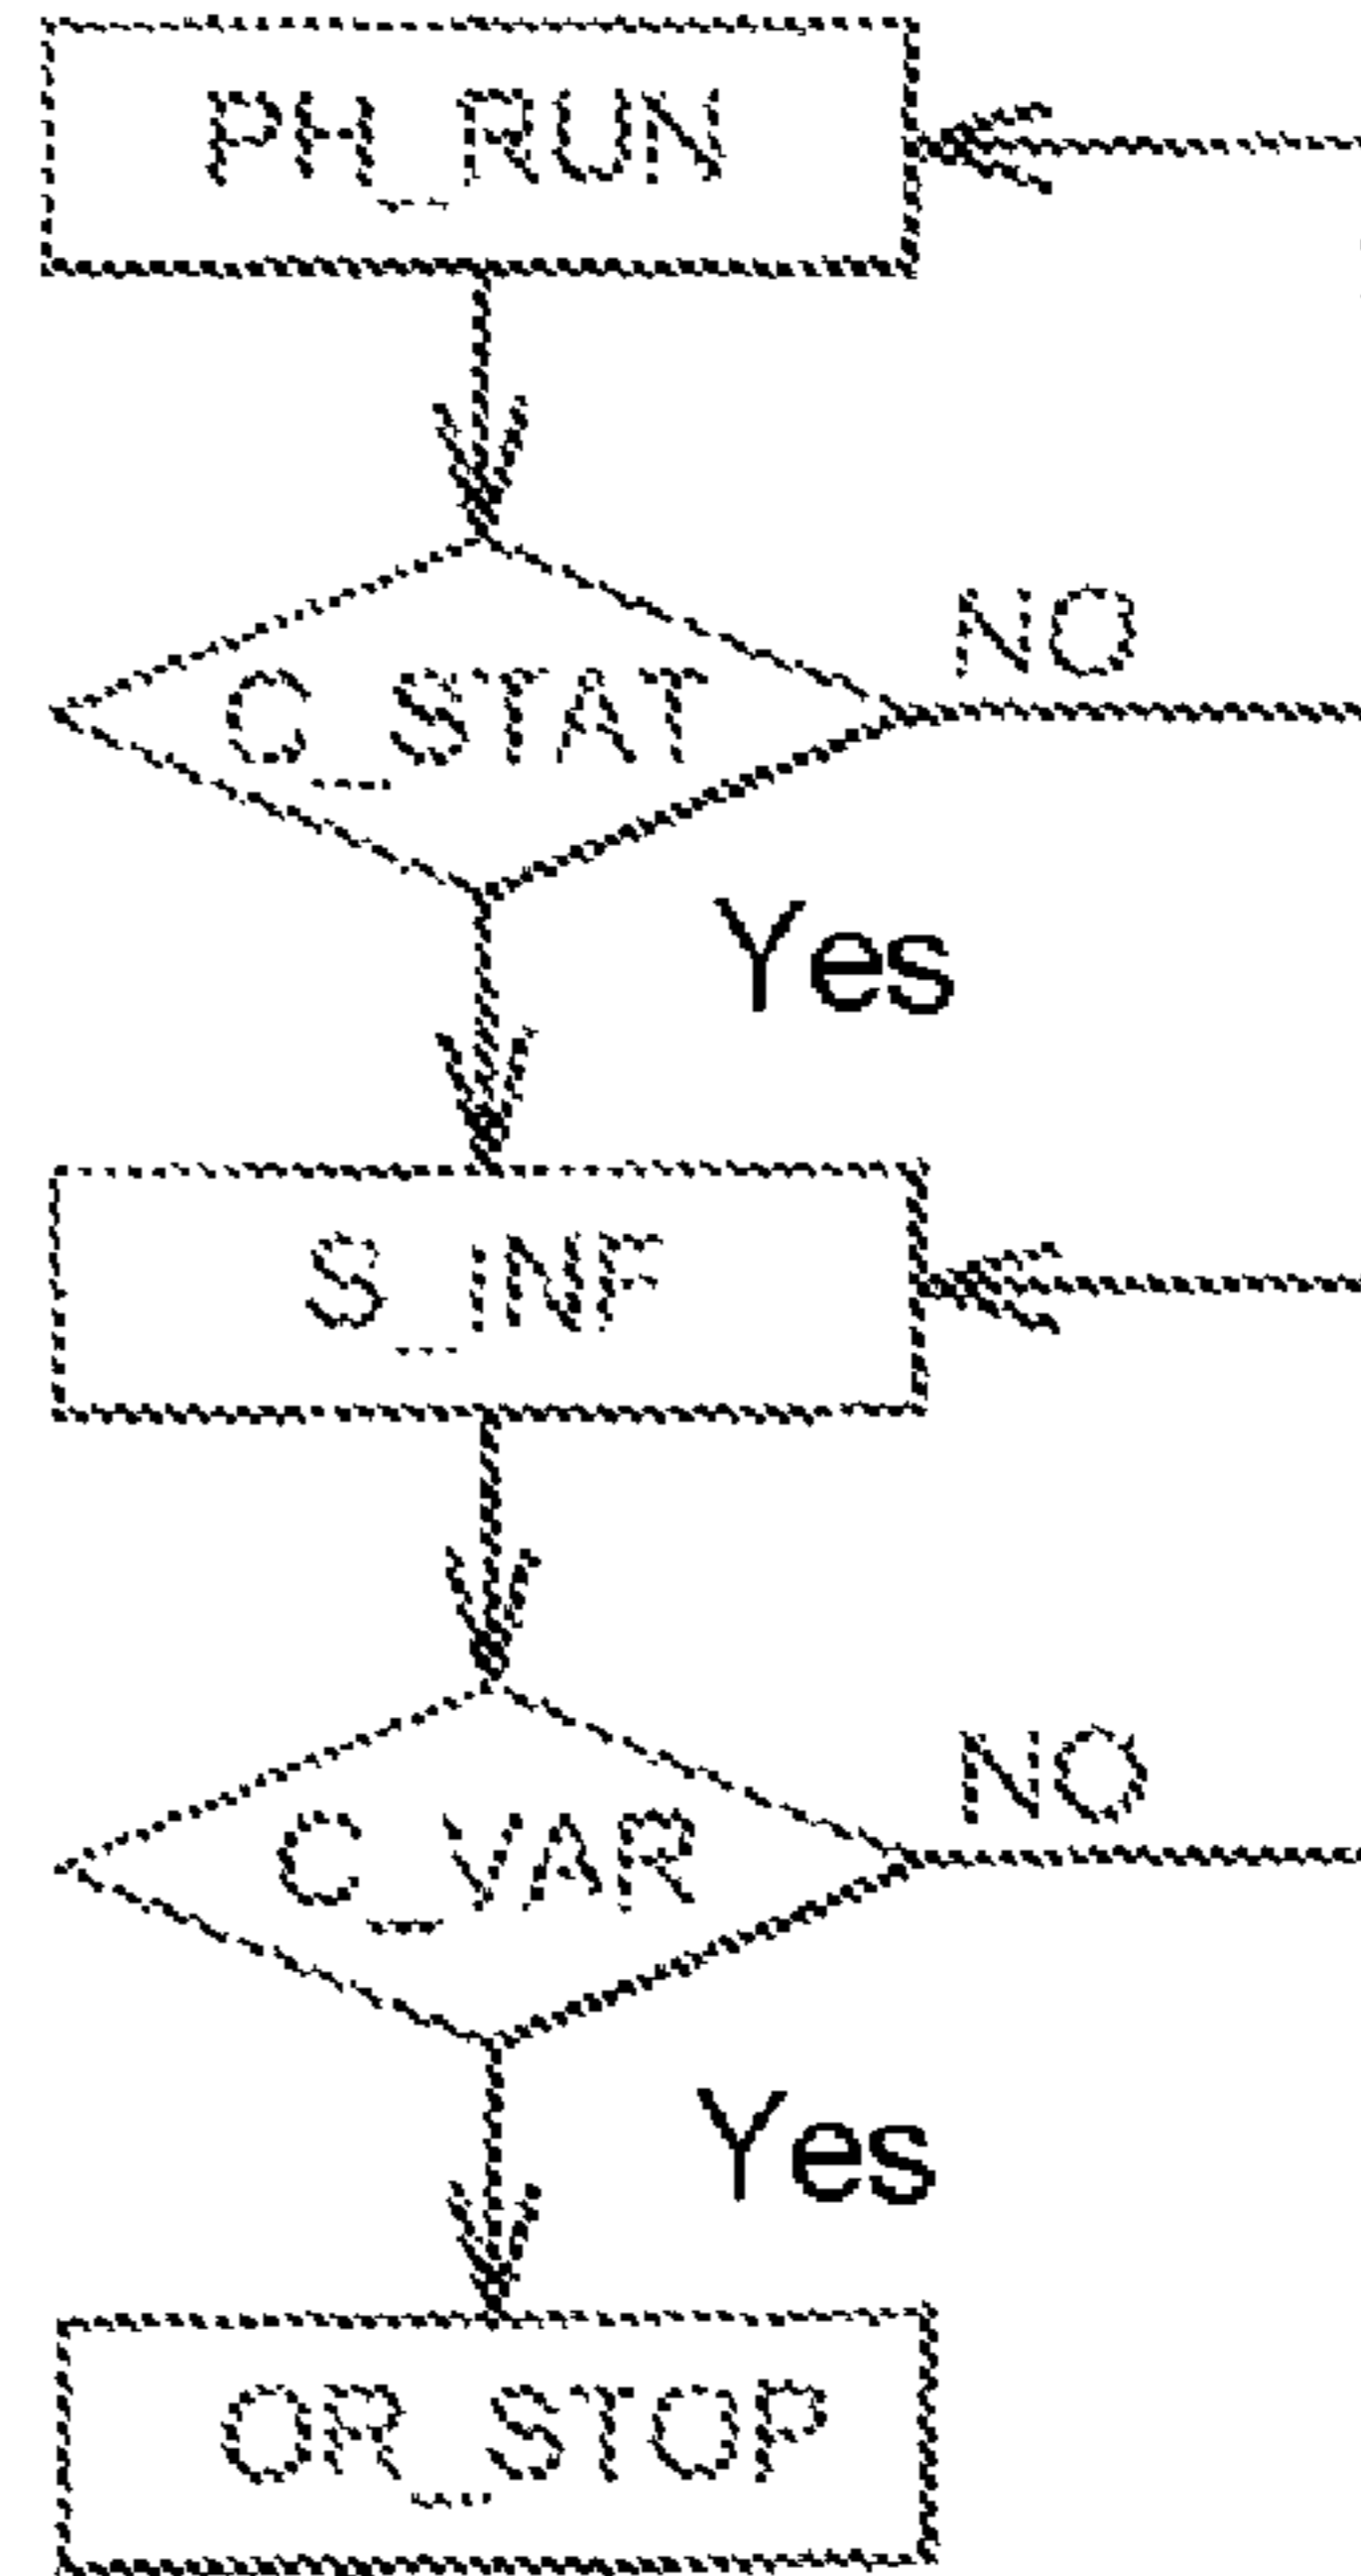 PH_RUN
NO
C_STAT
Yes
S_INF
NO
C_VAR
Yes
OR_STOP